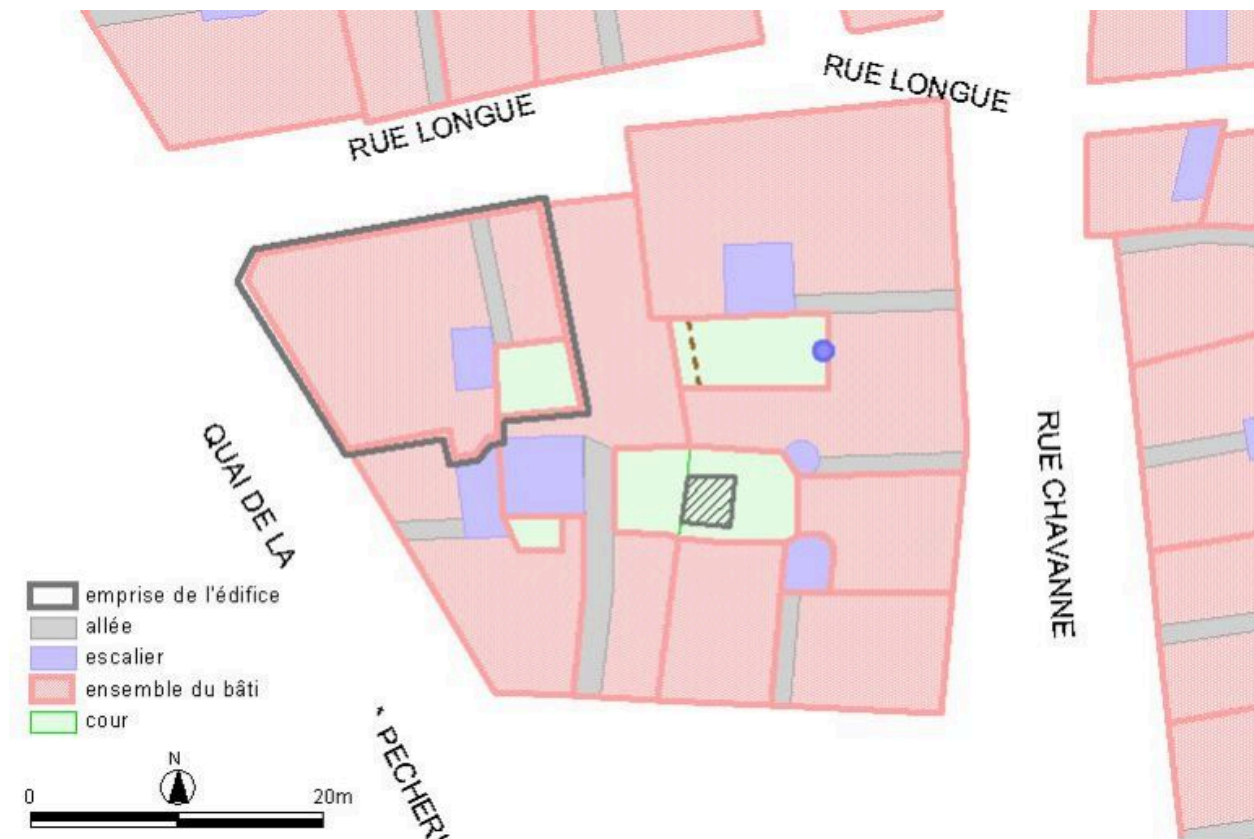 RUE LONGUE
RUE LONGUE
QUAI DE LA
RUE CHAVANNE
emprise de l'édifice
allée
escalier
ensemble du bâti
cour
N
0 20m